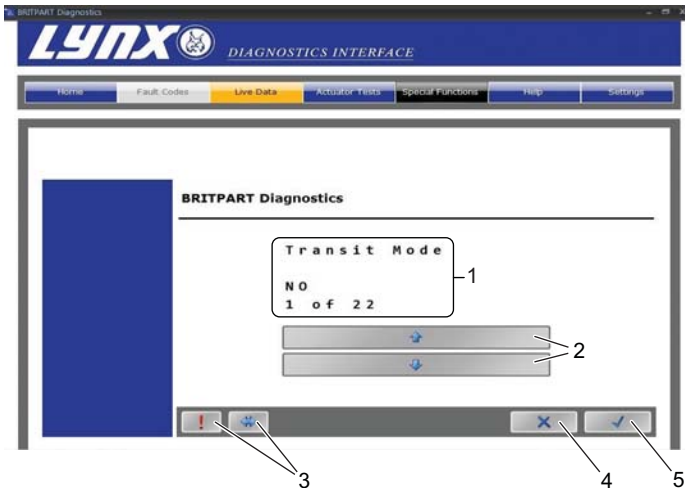 BRITPART Diagnostics
LYNX
DIAGNOSTICS INTERFACE
Home Fault Codes Live Data Actuator Tests Special Functions Help Settings
BRITPART Diagnostics
Transit Mode
NO
1 of 22
1
2
3
4
5